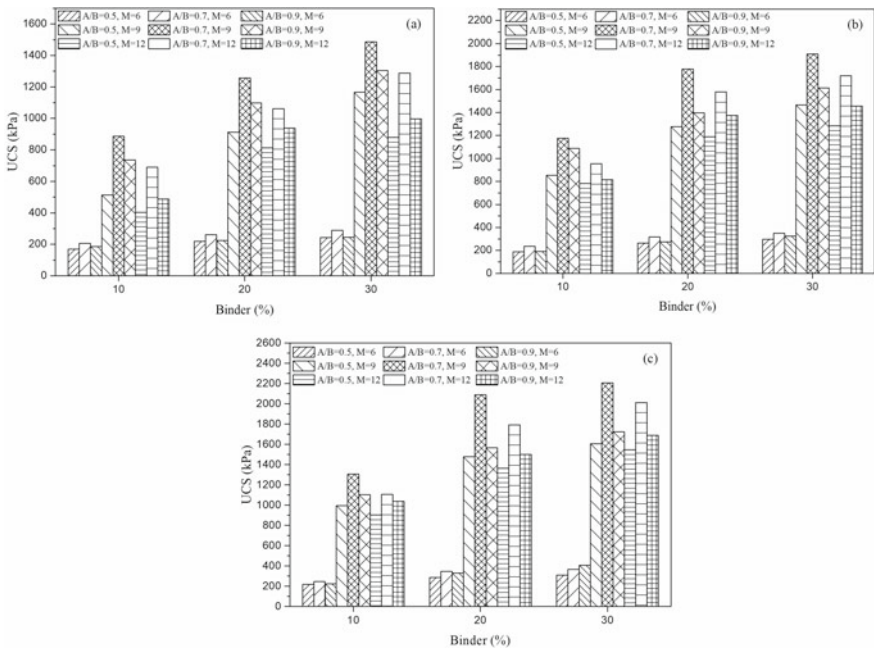 A/B=0.5, M=6 A/B=0.7, M=6 A/B=0.9, M=6
A/B=0.5, M=9 A/B=0.7, M=9 A/B=0.9, M=9
A/B=0.5, M=12 A/B=0.7, M=12 A/B=0.9, M=12
(a)
1600
1400
1200
1000
800
600
400
200
0
UCS (kPa)
10 20 30
Binder (%)
A/B=0.5, M=6 A/B=0.7, M=6 A/B=0.9, M=6
A/B=0.5, M=9 A/B=0.7, M=9 A/B=0.9, M=9
A/B=0.5, M=12 A/B=0.7, M=12 A/B=0.9, M=12
(b)
2200
2000
1800
1600
1400
1200
1000
800
600
400
200
0
UCS (kPa)
10 20 30
Binder (%)
A/B=0.5, M=6 A/B=0.7, M=6 A/B=0.9, M=6
A/B=0.5, M=9 A/B=0.7, M=9 A/B=0.9, M=9
A/B=0.5, M=12 A/B=0.7, M=12 A/B=0.9, M=12
(c)
2600
2400
2200
2000
1800
1600
1400
1200
1000
800
600
400
200
0
UCS (kPa)
10 20 30
Binder (%)